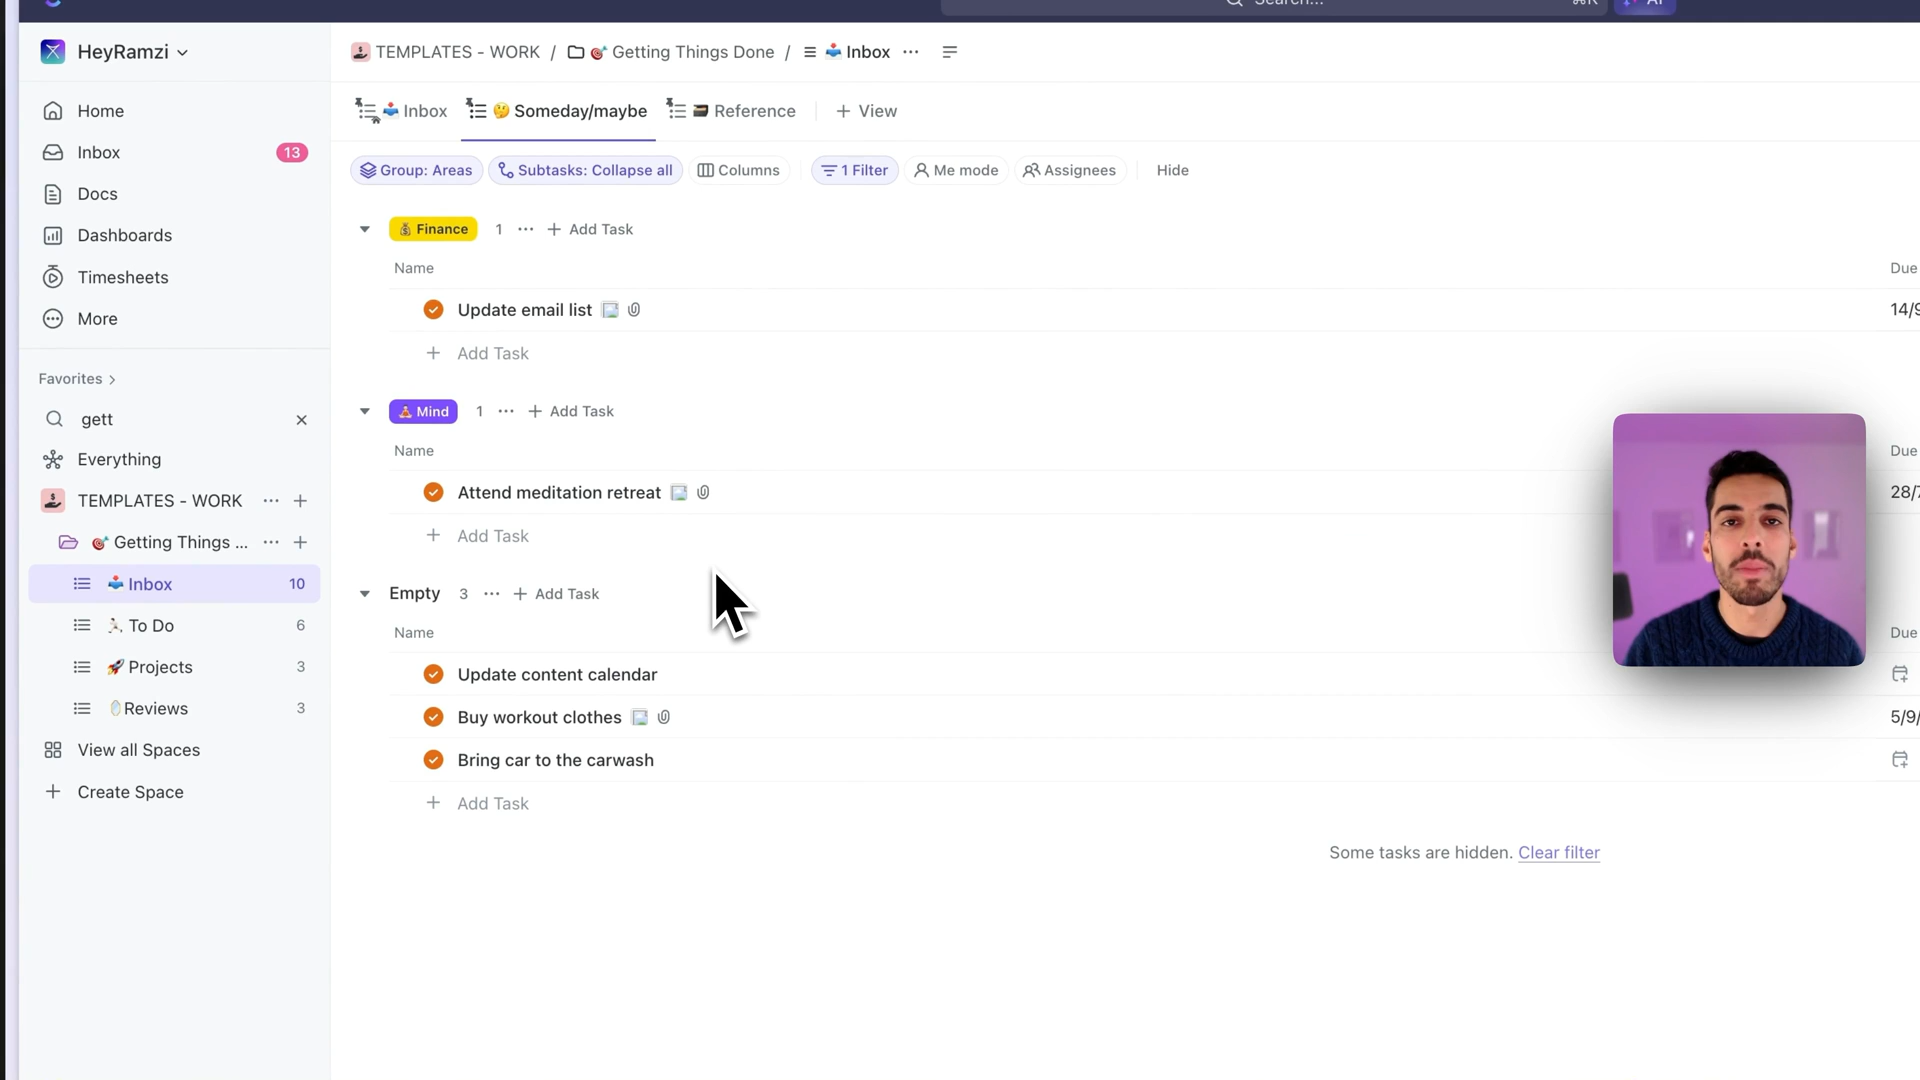 Search...
⌘K
AI
HeyRamzi
TEMPLATES - WORK / Getting Things Done / Inbox
Home
Inbox 13
Docs
Dashboards
Timesheets
More
Favorites
gett
Everything
TEMPLATES - WORK
Getting Things ...
Inbox 10
To Do 6
Projects 3
Reviews 3
View all Spaces
Create Space
Inbox Someday/maybe Reference + View
Group: Areas Subtasks: Collapse all Columns 1 Filter Me mode Assignees Hide
Finance 1 ... + Add Task
Name Due
Update email list 14/9
+ Add Task
Mind 1 ... + Add Task
Name Due
Attend meditation retreat 28/7
+ Add Task
Empty 3 ... + Add Task
Name Due
Update content calendar
Buy workout clothes 5/9/
Bring car to the carwash
+ Add Task
Some tasks are hidden. Clear filter